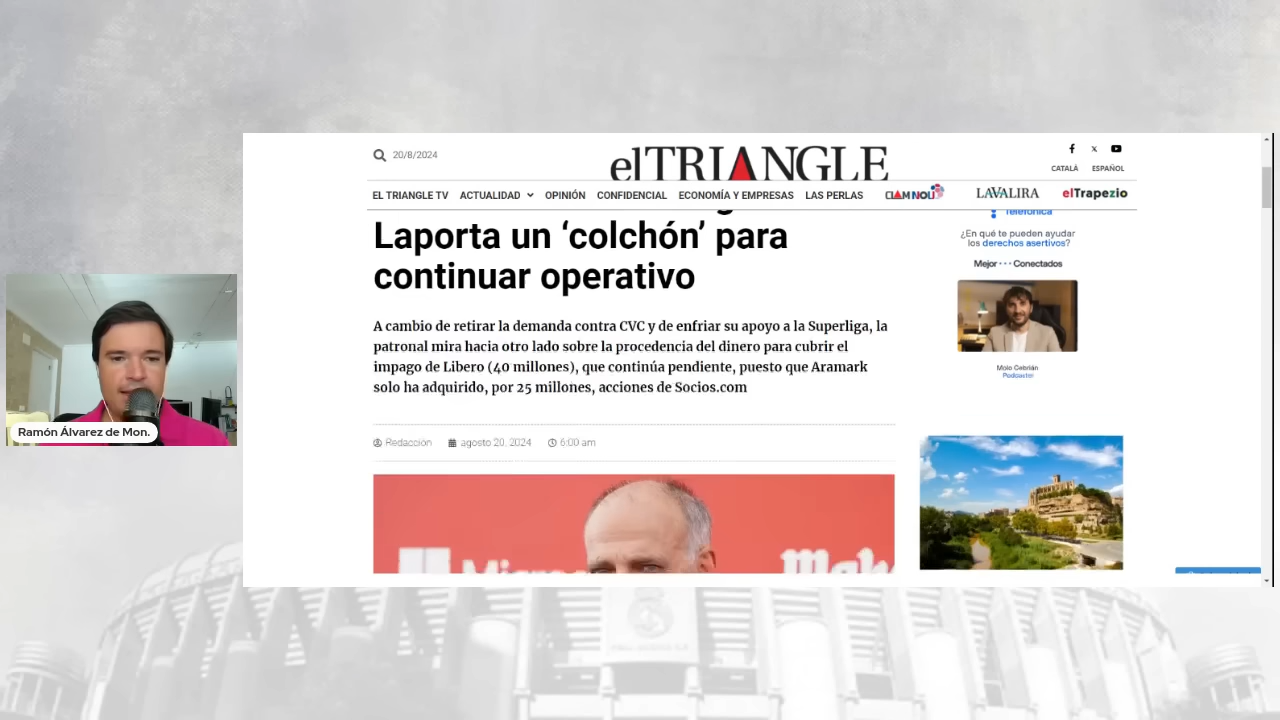 20/8/2024
elTRIANGLE
CATALÀ ESPAÑOL
EL TRIANGLE TV ACTUALIDAD OPINIÓN CONFIDENCIAL ECONOMÍA Y EMPRESAS LAS PERLAS LAVALIRA elTrapezio
Laporta un ‘colchón’ para
continuar operativo
A cambio de retirar la demanda contra CVC y de enfriar su apoyo a la Superliga, la
patronal mira hacia otro lado sobre la procedencia del dinero para cubrir el
impago de Libero (40 millones), que continúa pendiente, puesto que Aramark
solo ha adquirido, por 25 millones, acciones de Socios.com
Redacción agosto 20, 2024 6:00 am
Telefónica
¿En qué te pueden ayudar
los derechos asertivos?
Mejor Conectados
Molo Cebrián
Podcaster
Ramón Álvarez de Mon.